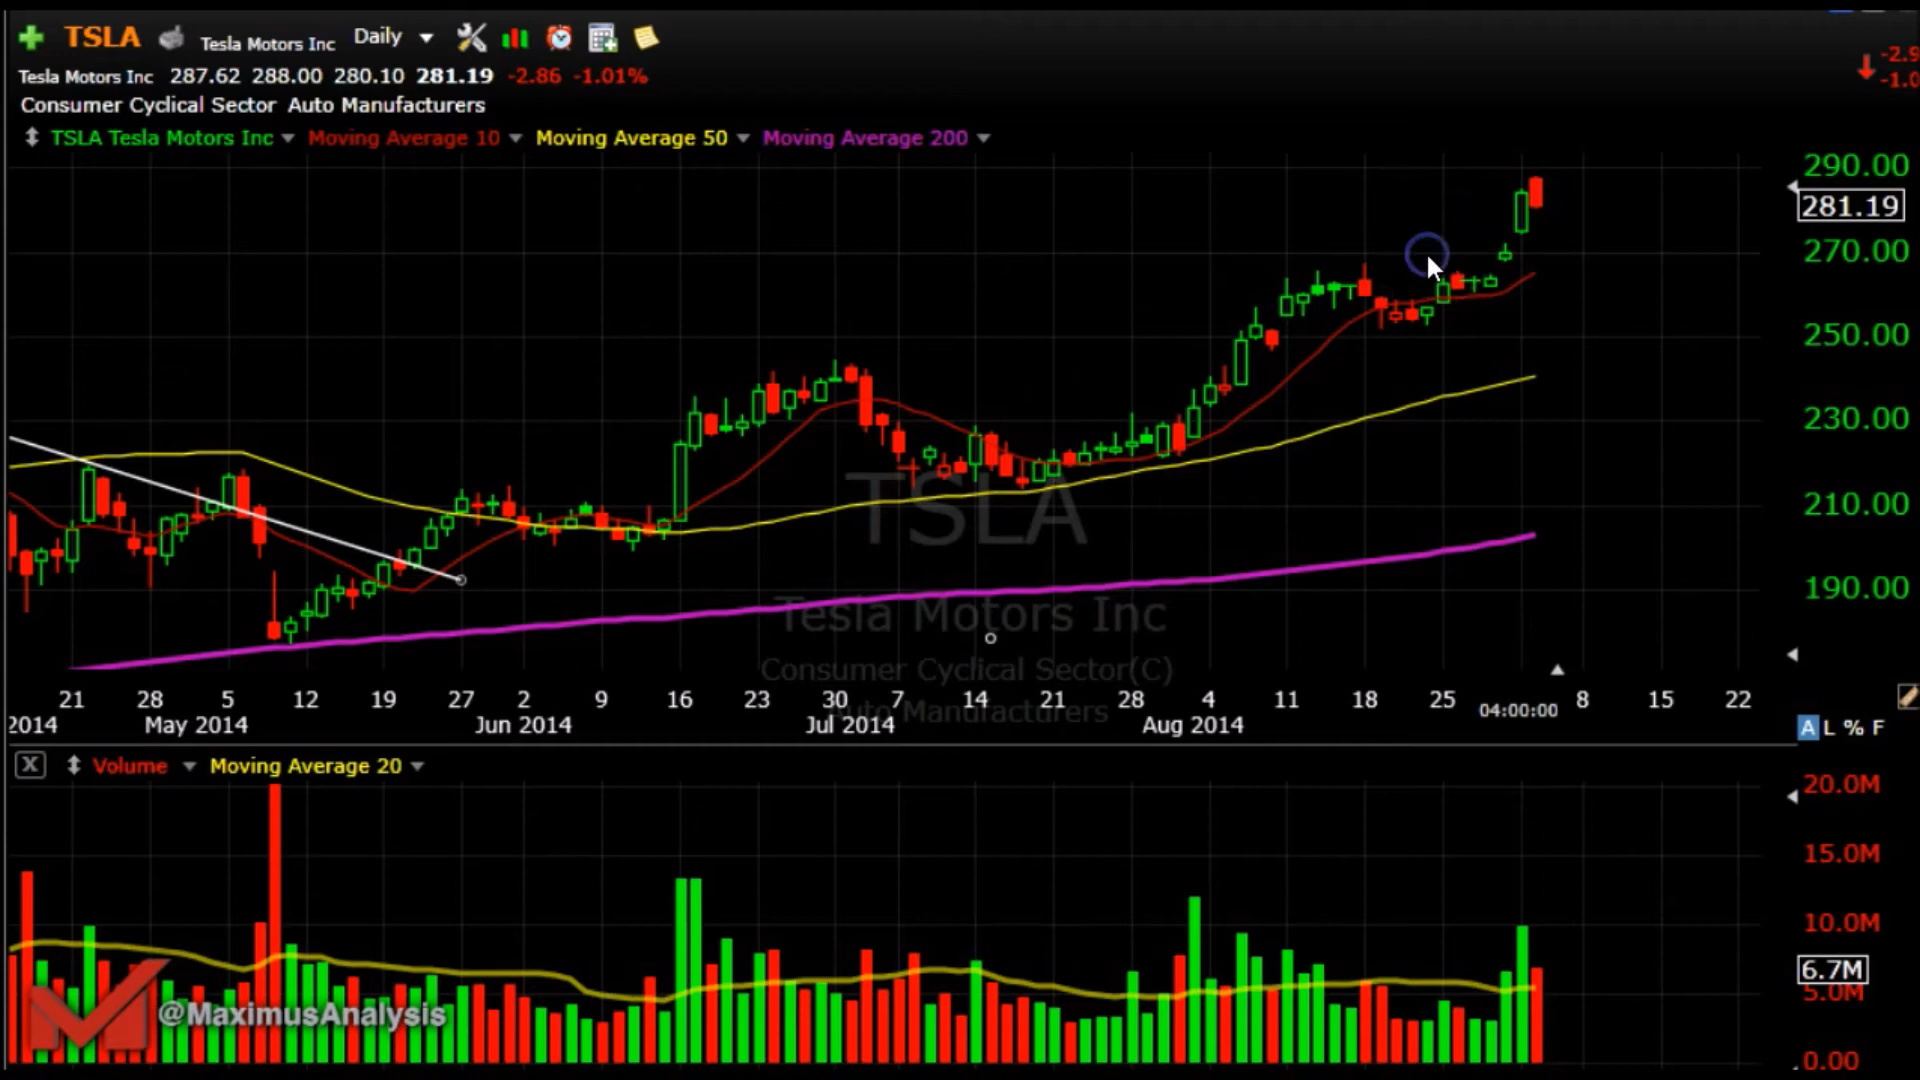 TSLA Tesla Motors Inc Daily
Tesla Motors Inc 287.62 288.00 280.10 281.19 -2.86 -1.01%
Consumer Cyclical Sector Auto Manufacturers
TSLA Tesla Motors Inc Moving Average 10 Moving Average 50 Moving Average 200
290.00
281.19
270.00
250.00
230.00
210.00
190.00
TSLA
Tesla Motors Inc
Consumer Cyclical Sector(C)
Auto Manufacturers
21 28 5 12 19 27 2 9 16 23 30 7 14 21 28 4 11 18 25 04:00:00 8 15 22
2014 May 2014 Jun 2014 Jul 2014 Aug 2014
A L % F
X Volume Moving Average 20
20.0M
15.0M
10.0M
6.7M
5.0M
0.00
@MaximusAnalysis